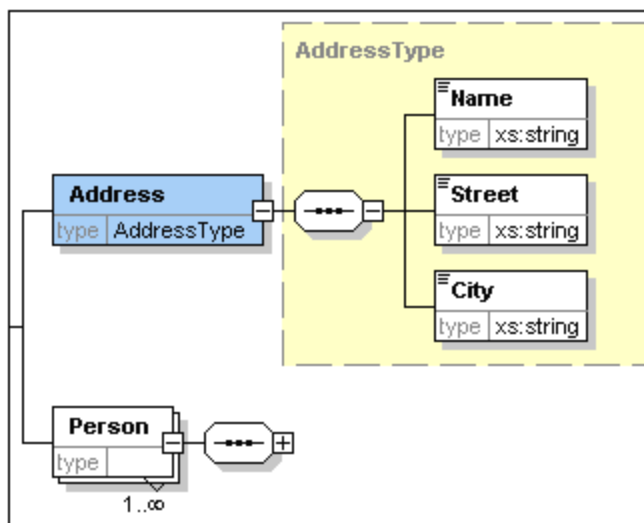 AddressType
Name
type xs:string
Address
type AddressType
Street
type xs:string
City
type xs:string
Person
type
1..∞